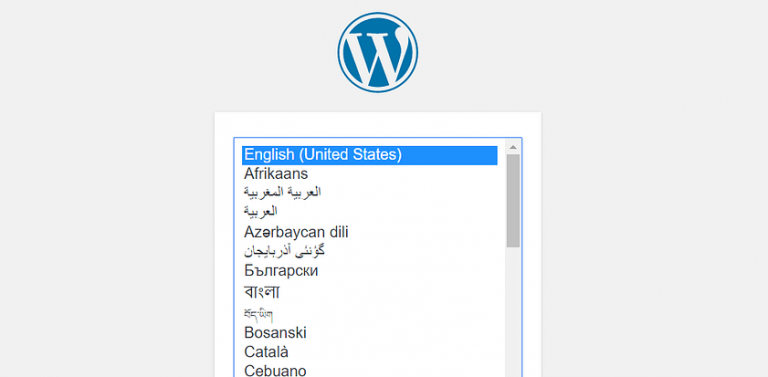 English (United States)
Afrikaans
العربية المغربية
العربية
Azərbaycan dili
گؤنئی آذربایجان
Български
বাংলা
བོད་ཡིག
Bosanski
Català
Cebuano